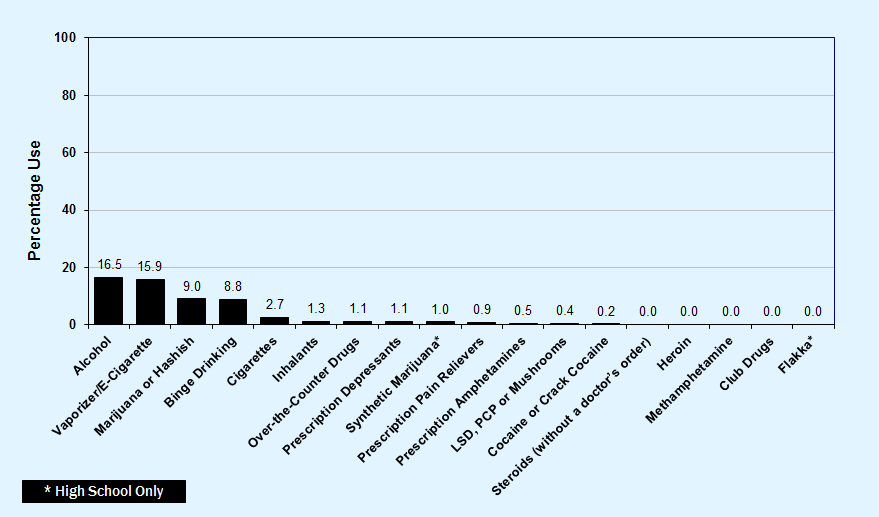 100
80
60
40
20
0
Percentage Use
16.5
15.9
9.0
8.8
2.7
1.3
1.1
1.1
1.0
0.9
0.5
0.4
0.2
0.0
0.0
0.0
0.0
0.0
Alcohol
Vaporizer/E-Cigarette
Marijuana or Hashish
Binge Drinking
Cigarettes
Inhalants
Over-the-Counter Drugs
Prescription Depressants
Synthetic Marijuana*
Prescription Pain Relievers
Prescription Amphetamines
LSD, PCP or Mushrooms
Cocaine or Crack Cocaine
Steroids (without a doctor's order)
Heroin
Methamphetamine
Club Drugs
Flakka*
* High School Only